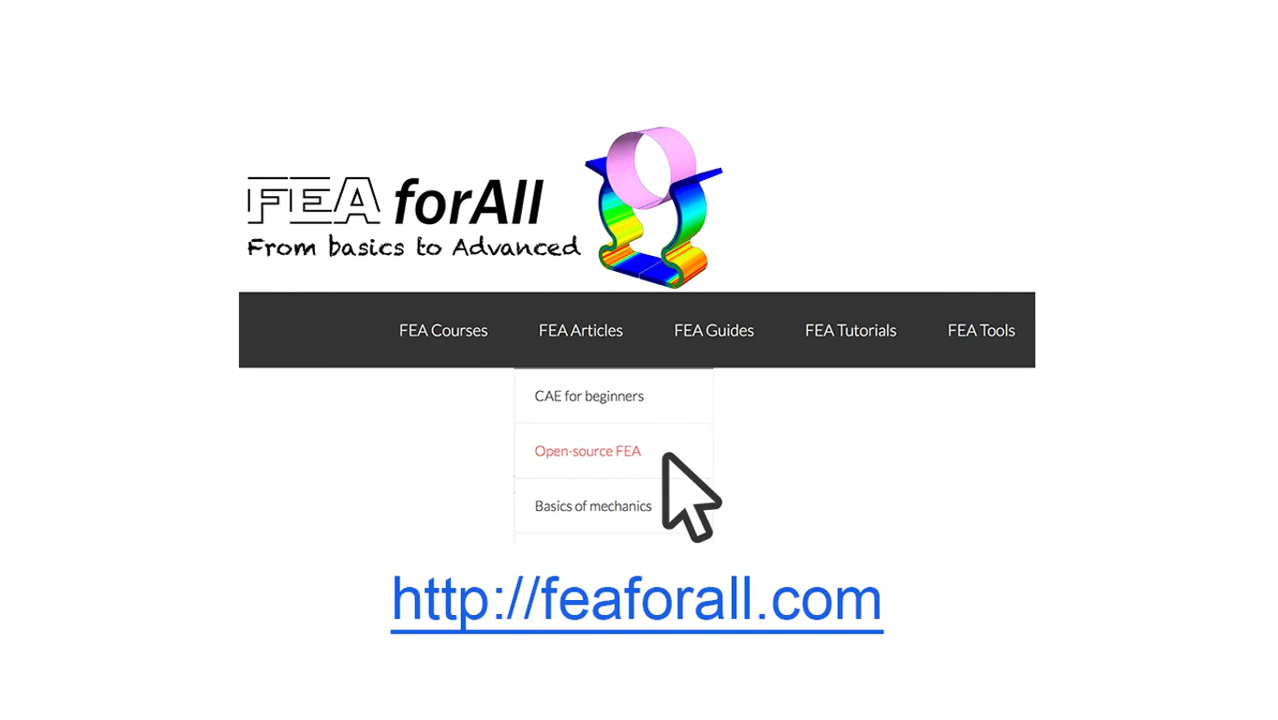 FEA forAll
From basics to Advanced
FEA Courses FEA Articles FEA Guides FEA Tutorials FEA Tools
CAE for beginners
Open-source FEA
Basics of mechanics
http://feaforall.com